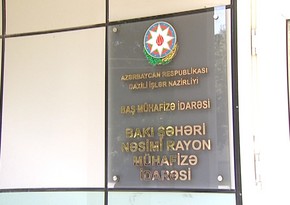 AZƏRBAYCAN RESPUBLİKASI
DAXİLİ İŞLƏR NAZİRLİYİ
BAŞ MÜHAFİZƏ İDARƏSİ
BAKI ŞƏHƏRİ
NƏSİMİ RAYON
MÜHAFİZƏ
İDARƏSİ